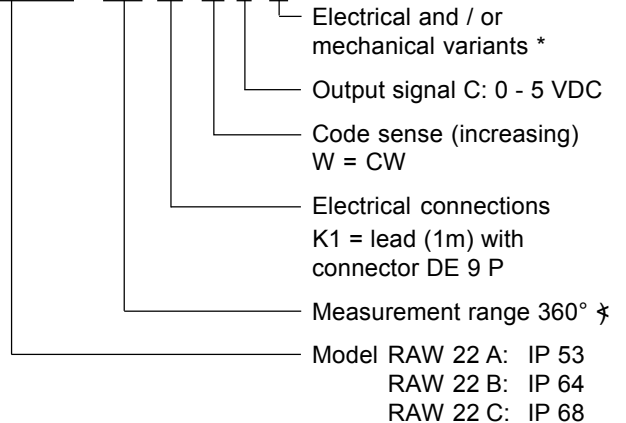 Electrical and / or
mechanical variants *
Output signal C: 0 - 5 VDC
Code sense (increasing)
W = CW
Electrical connections
K1 = lead (1m) with
connector DE 9 P
Measurement range 360° ∢
Model RAW 22 A: IP 53
RAW 22 B: IP 64
RAW 22 C: IP 68